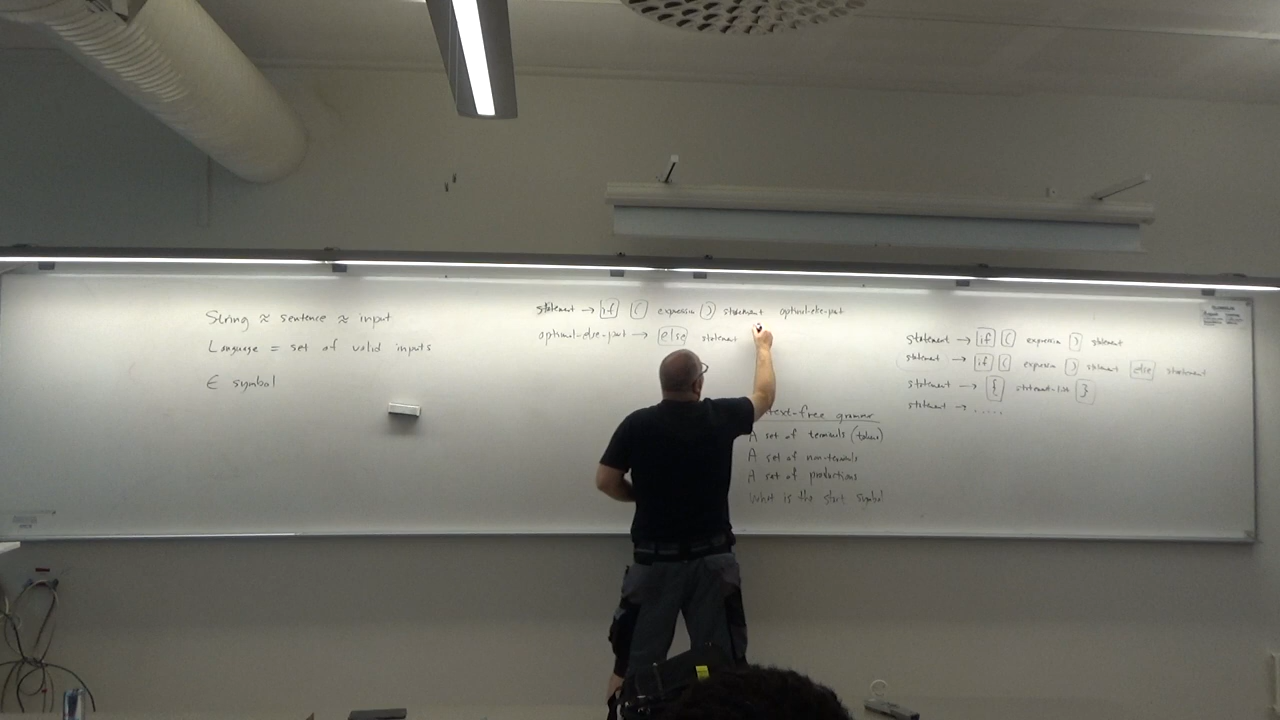 String ≈ sentence ≈ input
Language = set of valid inputs
∈ symbol
statement → if ( expression ) statement optional-else-part
optional-else-part → else statement
text-free grammar
A set of terminals (tokens)
A set of non-terminals
A set of productions
What is the start symbol
statement → if ( expression ) statement
statement → if ( expression ) statement else statement
statement → { statement-list }
statement → .....